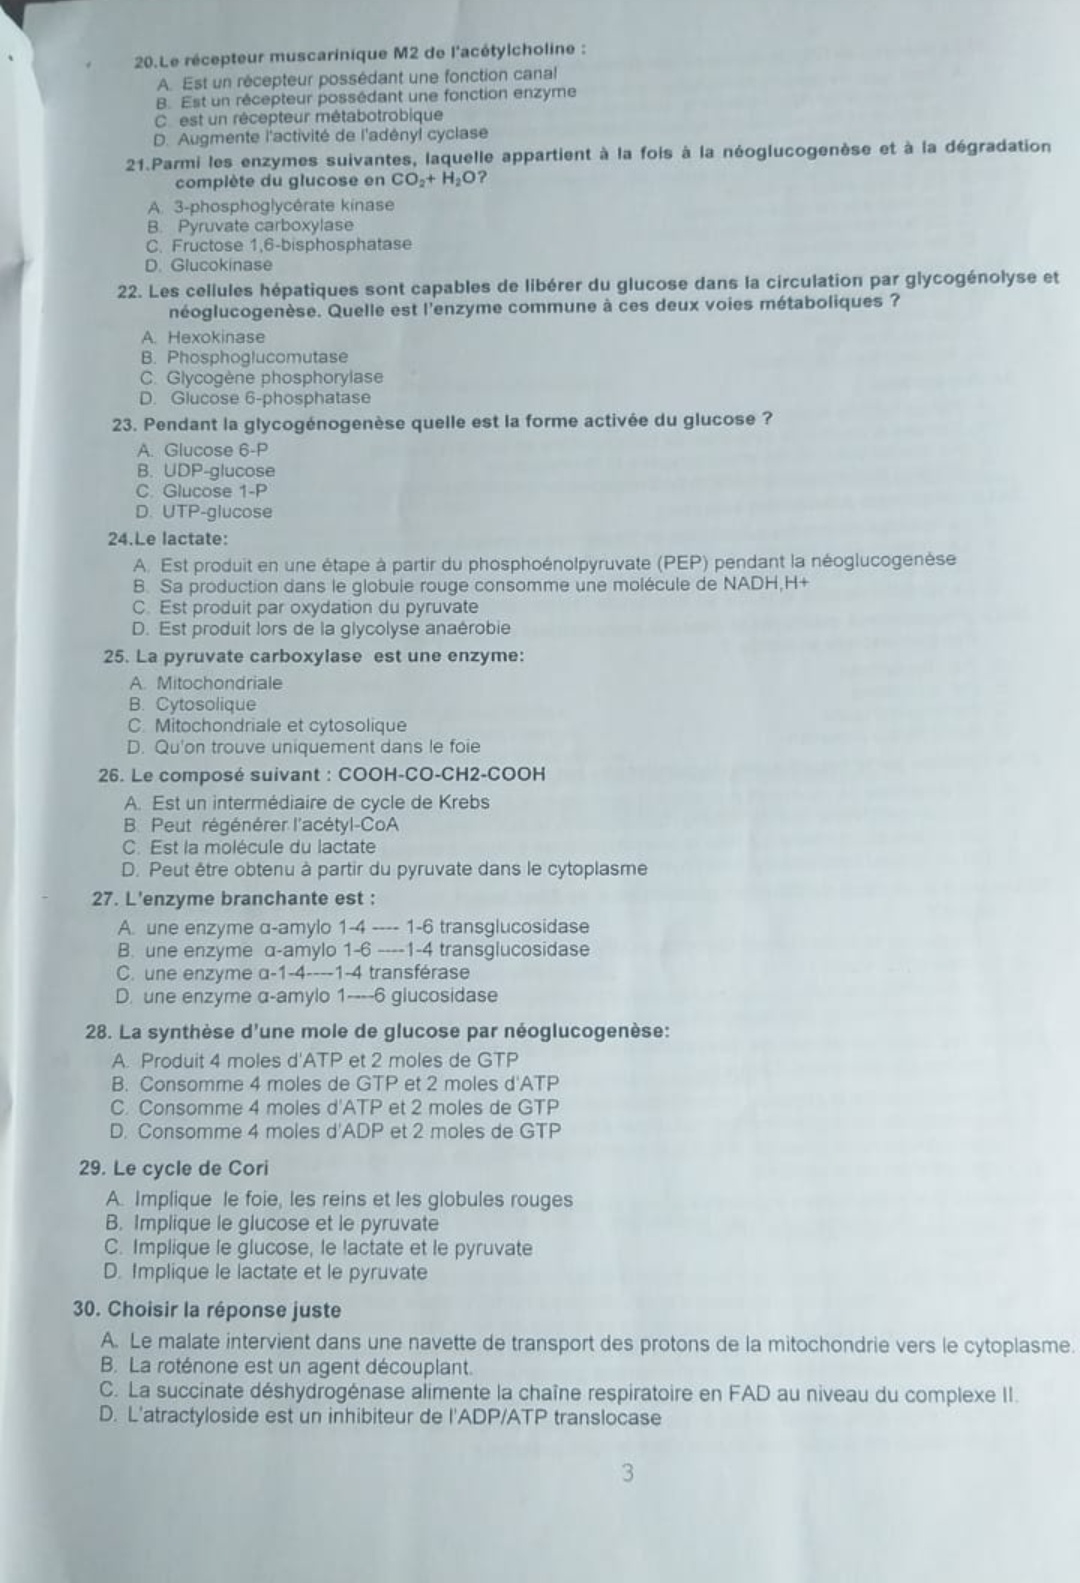 20.Le récepteur muscarinique M2 de l'acétylcholine :
A. Est un récepteur possédant une fonction canal
B. Est un récepteur possédant une fonction enzyme
C. est un récepteur métabotrobique
D. Augmente l'activité de l'adényl cyclase
21.Parmi les enzymes suivantes, laquelle appartient à la fois à la néoglucogenèse et à la dégradation
complète du glucose en CO₂+ H₂O?
A. 3-phosphoglycérate kinase
B. Pyruvate carboxylase
C. Fructose 1,6-bisphosphatase
D. Glucokinase
22. Les cellules hépatiques sont capables de libérer du glucose dans la circulation par glycogénolyse et
néoglucogenèse. Quelle est l'enzyme commune à ces deux voies métaboliques ?
A. Hexokinase
B. Phosphoglucomutase
C. Glycogène phosphorylase
D. Glucose 6-phosphatase
23. Pendant la glycogénogenèse quelle est la forme activée du glucose ?
A. Glucose 6-P
B. UDP-glucose
C. Glucose 1-P
D. UTP-glucose
24.Le lactate:
A. Est produit en une étape à partir du phosphoénolpyruvate (PEP) pendant la néoglucogenèse
B. Sa production dans le globule rouge consomme une molécule de NADH,H+
C. Est produit par oxydation du pyruvate
D. Est produit lors de la glycolyse anaérobie
25. La pyruvate carboxylase est une enzyme:
A. Mitochondriale
B. Cytosolique
C. Mitochondriale et cytosolique
D. Qu'on trouve uniquement dans le foie
26. Le composé suivant : COOH-CO-CH2-COOH
A. Est un intermédiaire de cycle de Krebs
B. Peut régénérer l'acétyl-CoA
C. Est la molécule du lactate
D. Peut être obtenu à partir du pyruvate dans le cytoplasme
27. L'enzyme branchante est :
A. une enzyme α-amylo 1-4 ---- 1-6 transglucosidase
B. une enzyme α-amylo 1-6 ----1-4 transglucosidase
C. une enzyme α-1-4----1-4 transférase
D. une enzyme α-amylo 1----6 glucosidase
28. La synthèse d'une mole de glucose par néoglucogenèse:
A. Produit 4 moles d'ATP et 2 moles de GTP
B. Consomme 4 moles de GTP et 2 moles d'ATP
C. Consomme 4 moles d'ATP et 2 moles de GTP
D. Consomme 4 moles d'ADP et 2 moles de GTP
29. Le cycle de Cori
A. Implique le foie, les reins et les globules rouges
B. Implique le glucose et le pyruvate
C. Implique le glucose, le lactate et le pyruvate
D. Implique le lactate et le pyruvate
30. Choisir la réponse juste
A. Le malate intervient dans une navette de transport des protons de la mitochondrie vers le cytoplasme.
B. La roténone est un agent découplant.
C. La succinate déshydrogénase alimente la chaîne respiratoire en FAD au niveau du complexe II.
D. L'atractyloside est un inhibiteur de l'ADP/ATP translocase
3